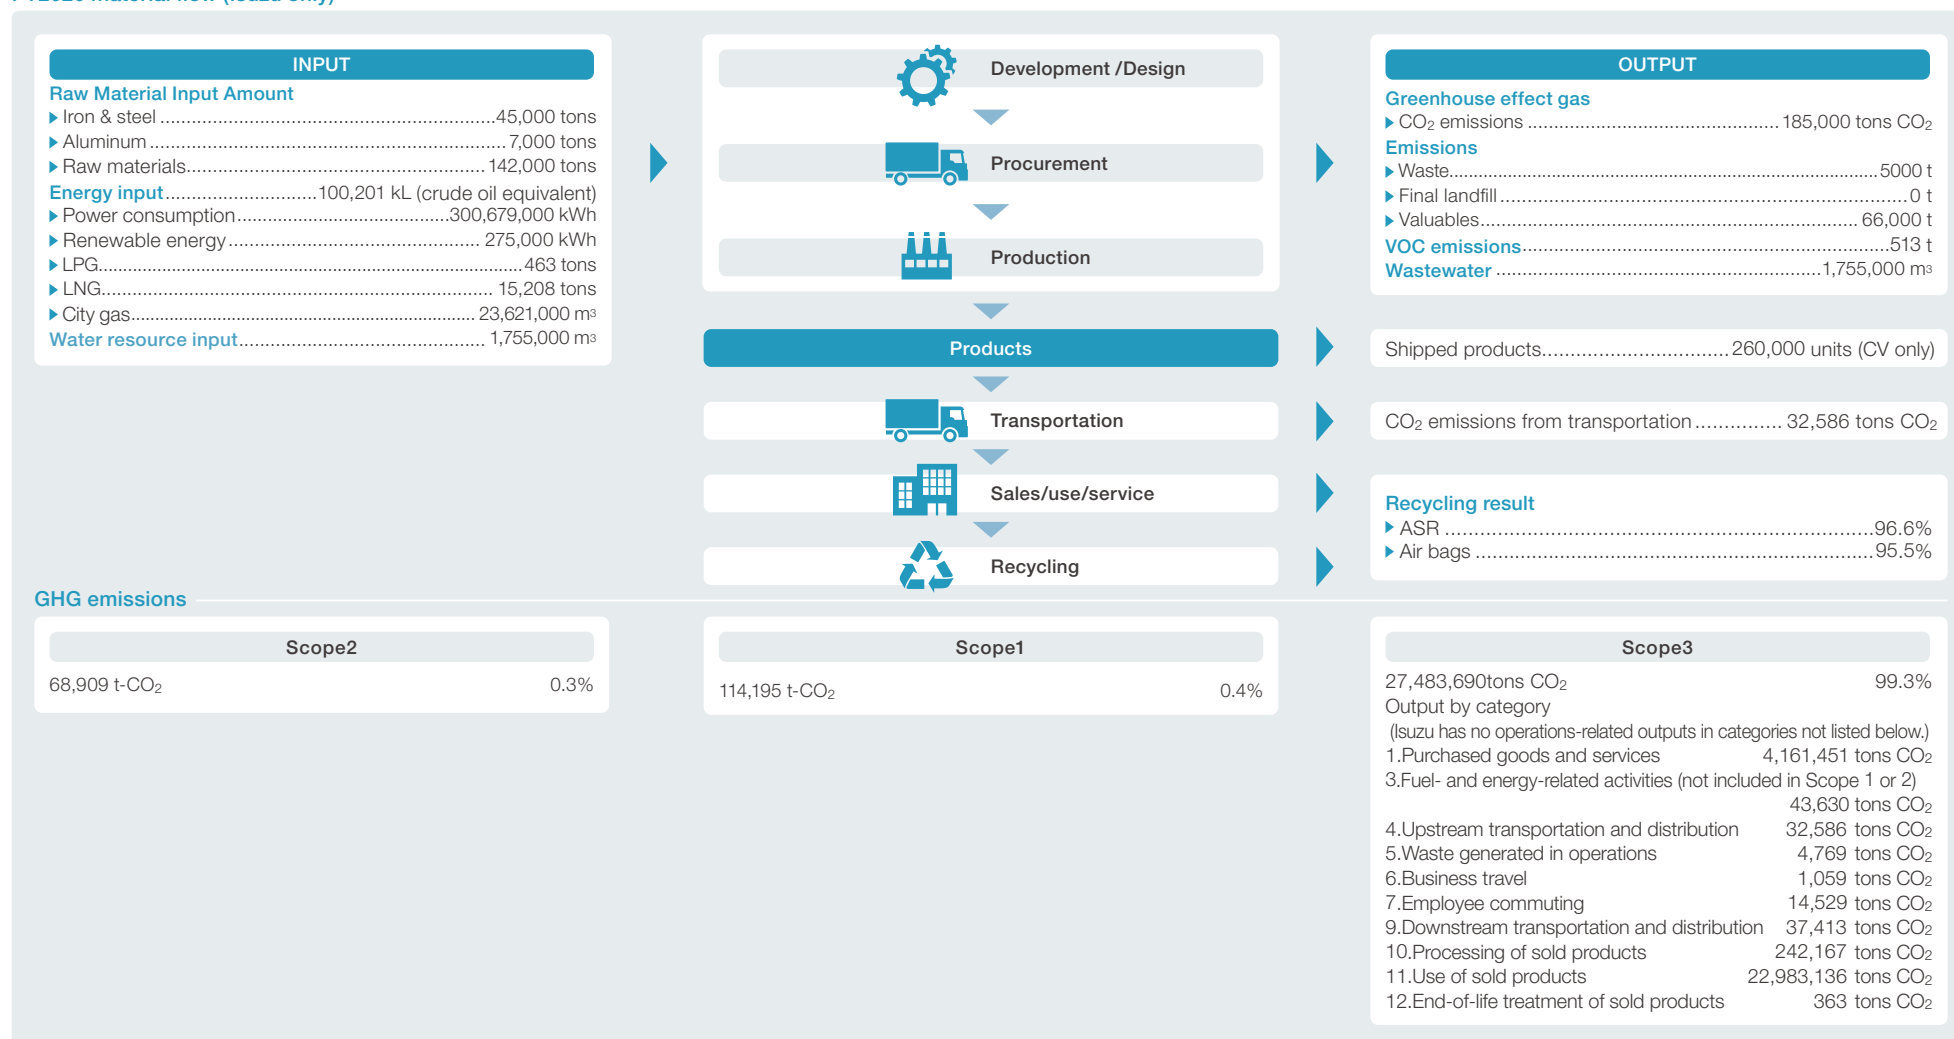 INPUT
Raw Material Input Amount
Iron & steel ..........45,000 tons
Aluminum ..........7,000 tons
Raw materials..........142,000 tons
Energy input..........100,201 kL (crude oil equivalent)
Power consumption..........300,679,000 kWh
Renewable energy..........275,000 kWh
LPG..........463 tons
LNG..........15,208 tons
City gas..........23,621,000 m3
Water resource input..........1,755,000 m3
Development /Design
Procurement
Production
Products
Transportation
Sales/use/service
Recycling
OUTPUT
Greenhouse effect gas
CO2 emissions ..........185,000 tons CO2
Emissions
Waste..........5000 t
Final landfill..........0 t
Valuables..........66,000 t
VOC emissions..........513 t
Wastewater ..........1,755,000 m3
Shipped products..........260,000 units (CV only)
CO2 emissions from transportation..........32,586 tons CO2
Recycling result
ASR ..........96.6%
Air bags ..........95.5%
GHG emissions
Scope2
68,909 t-CO2 0.3%
Scope1
114,195 t-CO2 0.4%
Scope3
27,483,690tons CO2 99.3%
Output by category
(Isuzu has no operations-related outputs in categories not listed below.)
1.Purchased goods and services 4,161,451 tons CO2
3.Fuel- and energy-related activities (not included in Scope 1 or 2)
43,630 tons CO2
4.Upstream transportation and distribution 32,586 tons CO2
5.Waste generated in operations 4,769 tons CO2
6.Business travel 1,059 tons CO2
7.Employee commuting 14,529 tons CO2
9.Downstream transportation and distribution 37,413 tons CO2
10.Processing of sold products 242,167 tons CO2
11.Use of sold products 22,983,136 tons CO2
12.End-of-life treatment of sold products 363 tons CO2